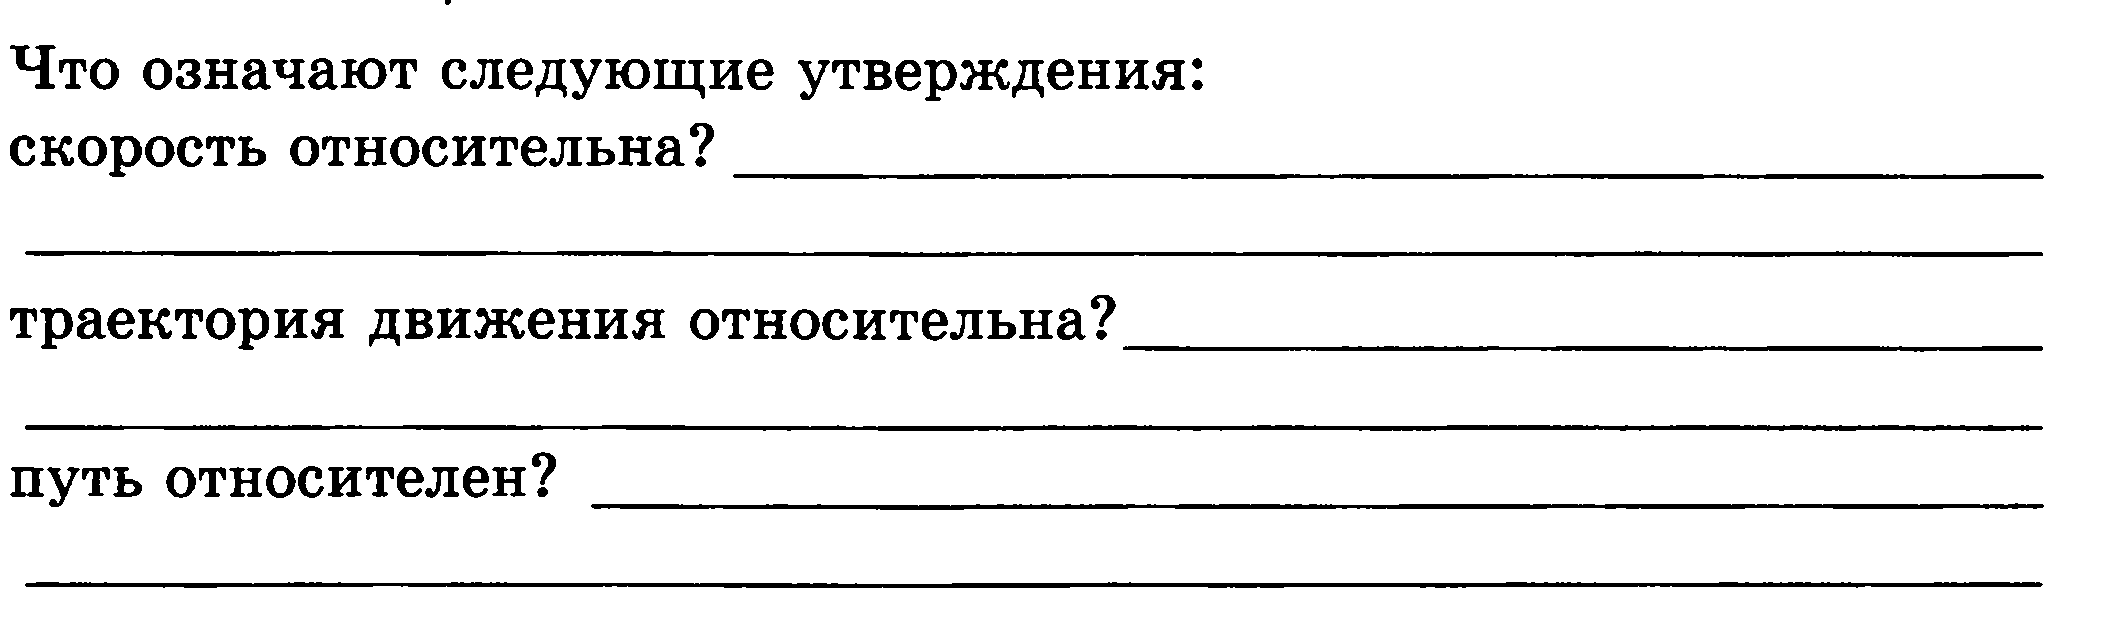 Что означают следующие утверждения:
скорость относительна?
траектория движения относительна?
путь относителен?